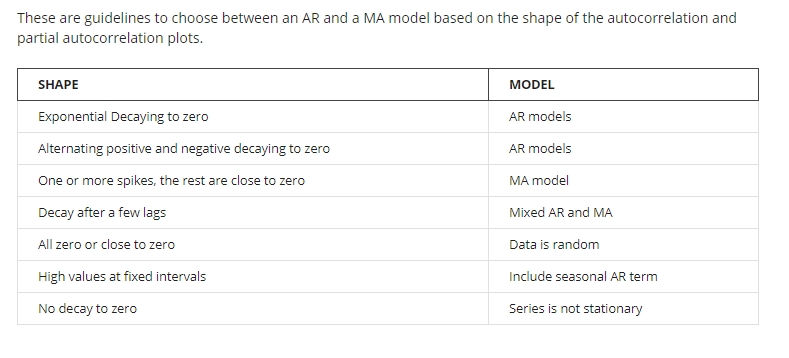 These are guidelines to choose between an AR and a MA model based on the shape of the autocorrelation and
partial autocorrelation plots.
SHAPE MODEL
Exponential Decaying to zero AR models
Alternating positive and negative decaying to zero AR models
One or more spikes, the rest are close to zero MA model
Decay after a few lags Mixed AR and MA
All zero or close to zero Data is random
High values at fixed intervals Include seasonal AR term
No decay to zero Series is not stationary